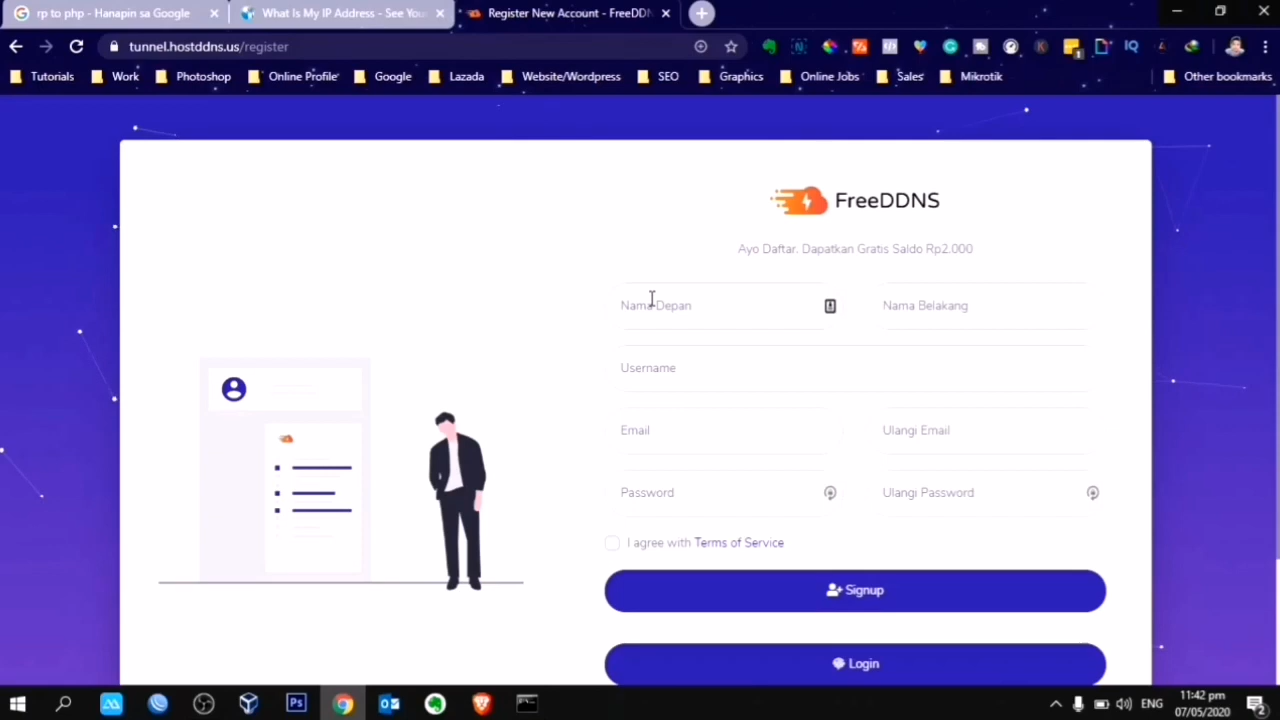 rp to php - Hanapin sa Google
What Is My IP Address - See Your
Register New Account - FreeDDN
tunnel.hostddns.us/register
Tutorials
Work
Photoshop
Online Profile
Google
Lazada
Website/Wordpress
SEO
Graphics
Online Jobs
Sales
Mikrotik
Other bookmarks
FreeDDNS
Ayo Daftar. Dapatkan Gratis Saldo Rp2.000
Nama Depan
Nama Belakang
Username
Email
Ulangi Email
Password
Ulangi Password
I agree with Terms of Service
Signup
Login
ENG
11:42 pm
07/05/2020